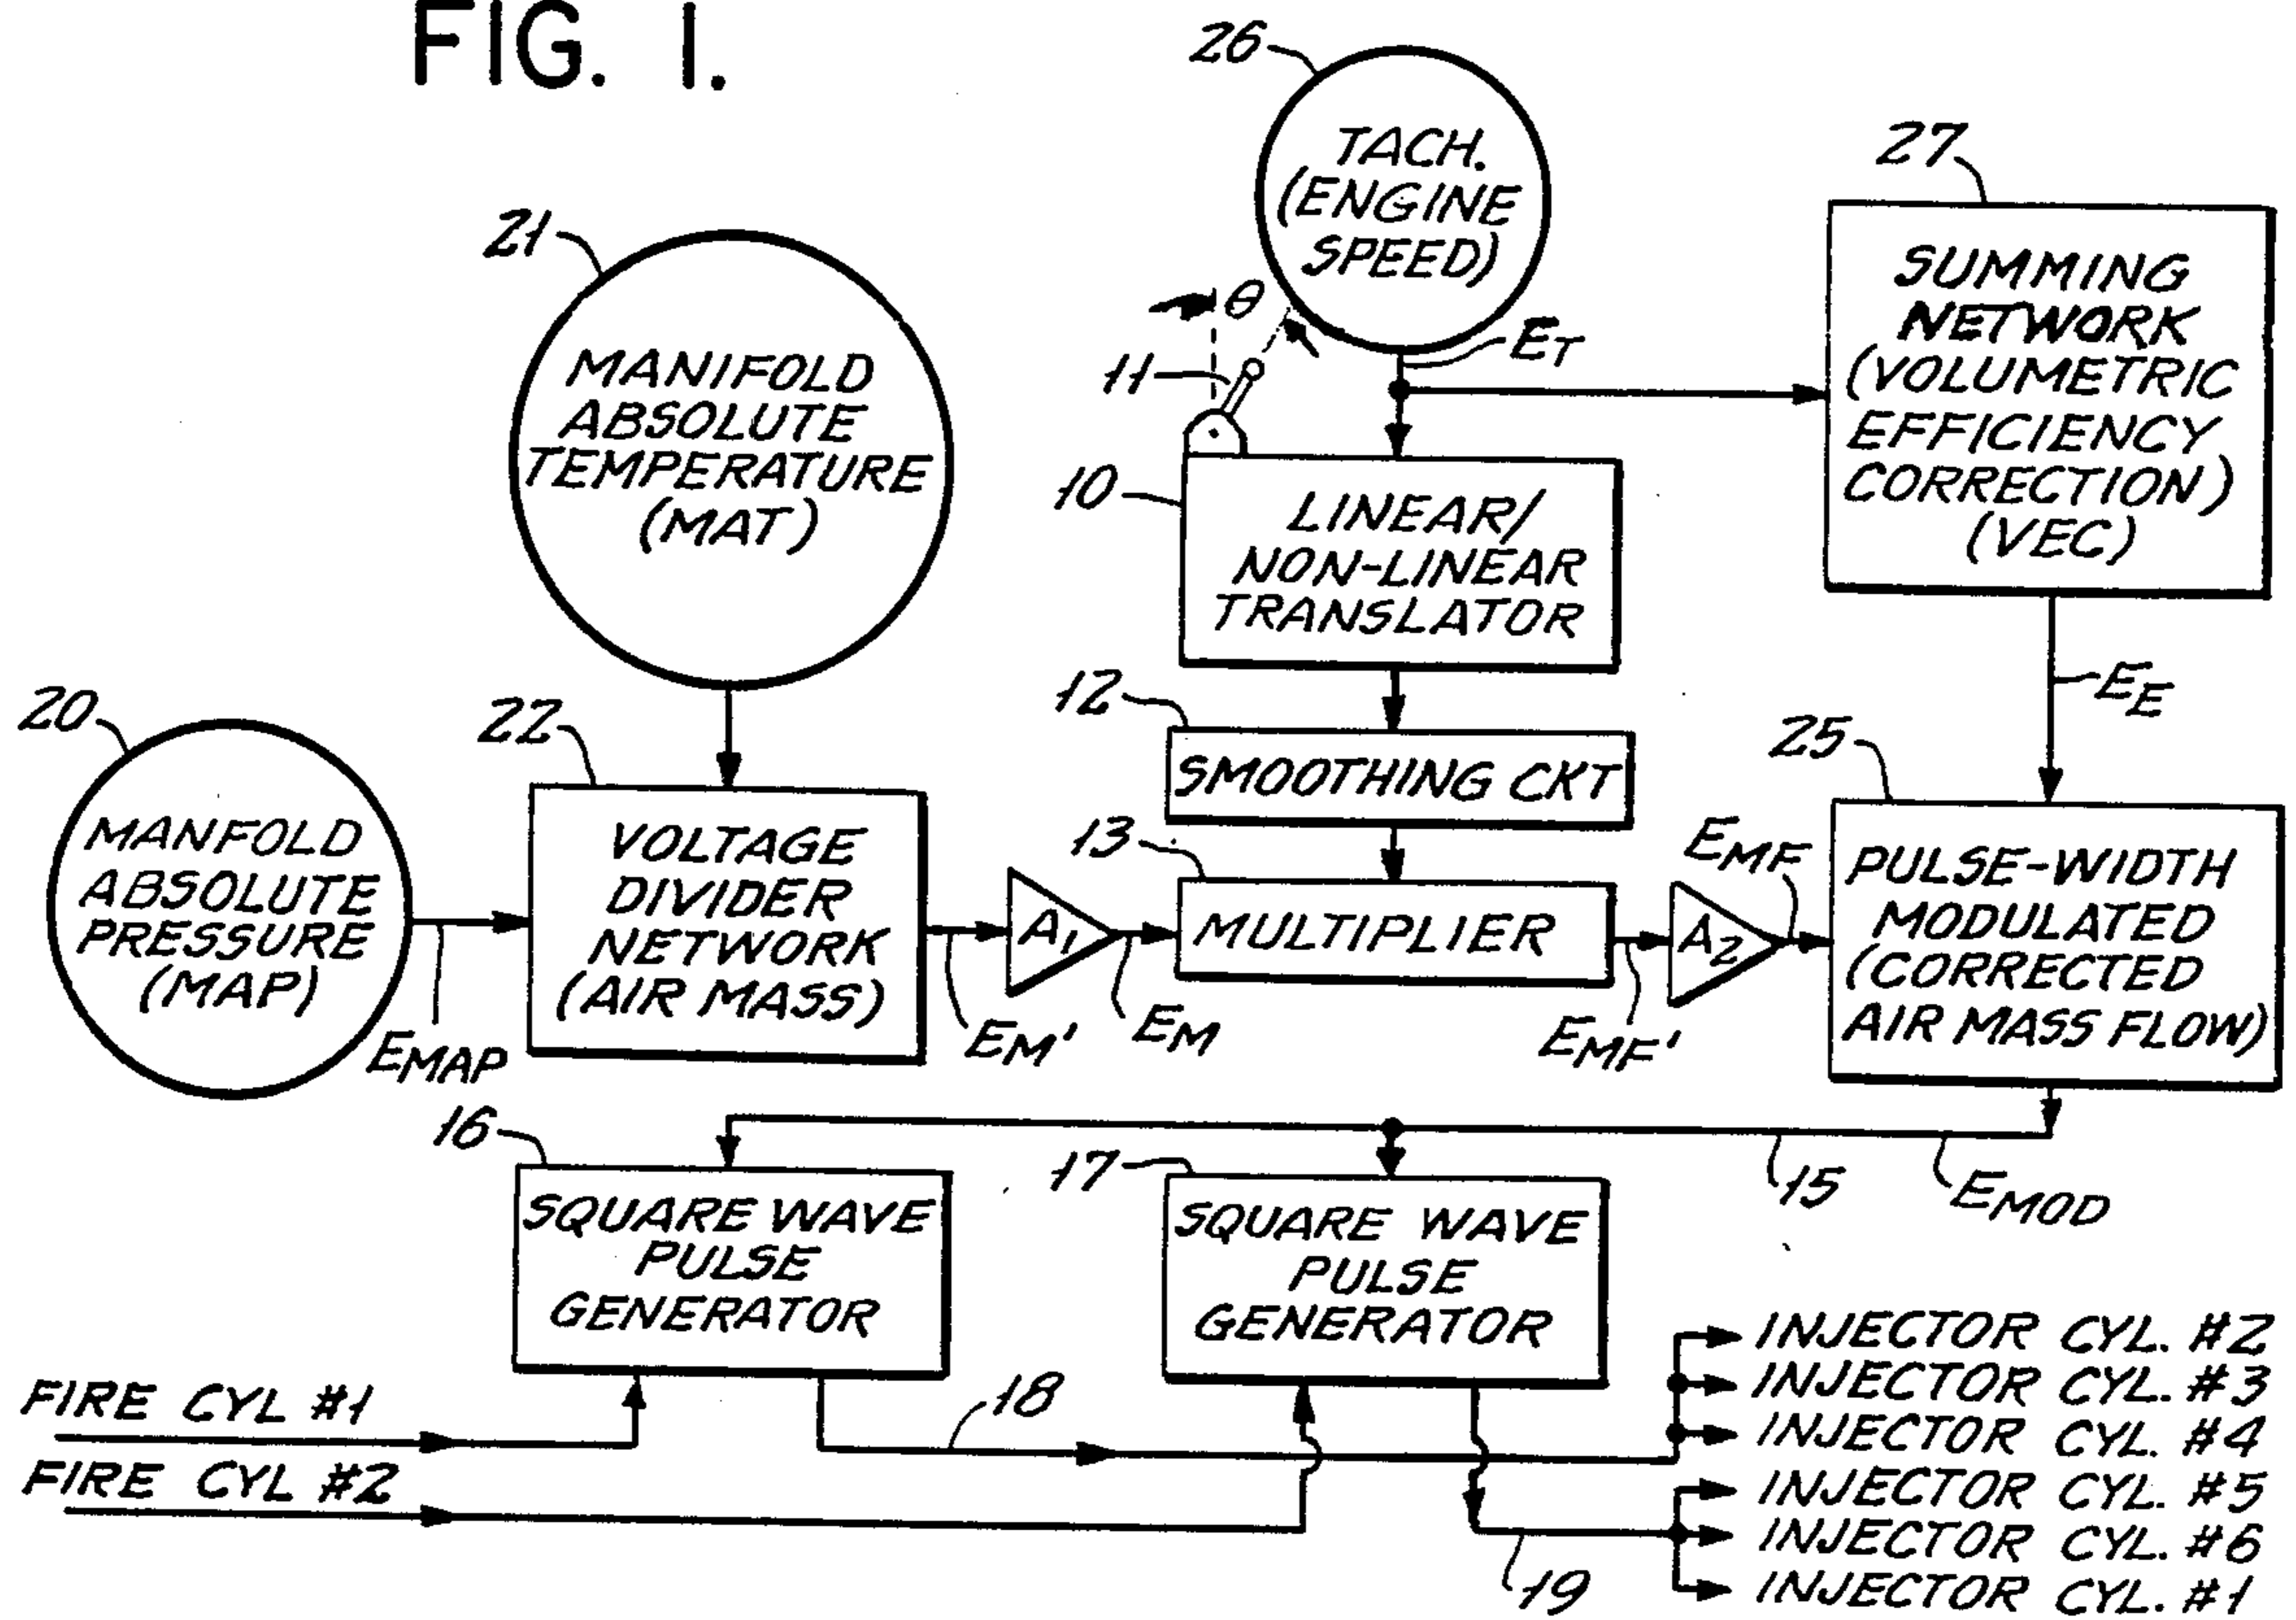 FIG. 1.
26
TACH.
(ENGINE
SPEED)
27
SUMMING
NETWORK
(VOLUMETRIC
EFFICIENCY
CORRECTION)
(VEC)
21
MANIFOLD
ABSOLUTE
TEMPERATURE
(MAT)
θ
11
ET
10
LINEAR/
NON-LINEAR
TRANSLATOR
EE
20
MANFOLD
ABSOLUTE
PRESSURE
(MAP)
EMAP
22
VOLTAGE
DIVIDER
NETWORK
(AIR MASS)
EM'
A1
EM
12
SMOOTHING CKT
13
MULTIPLIER
EMF'
A2
EMF
25
PULSE-WIDTH
MODULATED
(CORRECTED
AIR MASS FLOW)
15
EMOD
16
SQUARE WAVE
PULSE
GENERATOR
17
SQUARE WAVE
PULSE
GENERATOR
FIRE CYL #1
FIRE CYL #2
18
19
INJECTOR CYL. #2
INJECTOR CYL. #3
INJECTOR CYL. #4
INJECTOR CYL. #5
INJECTOR CYL. #6
INJECTOR CYL. #1